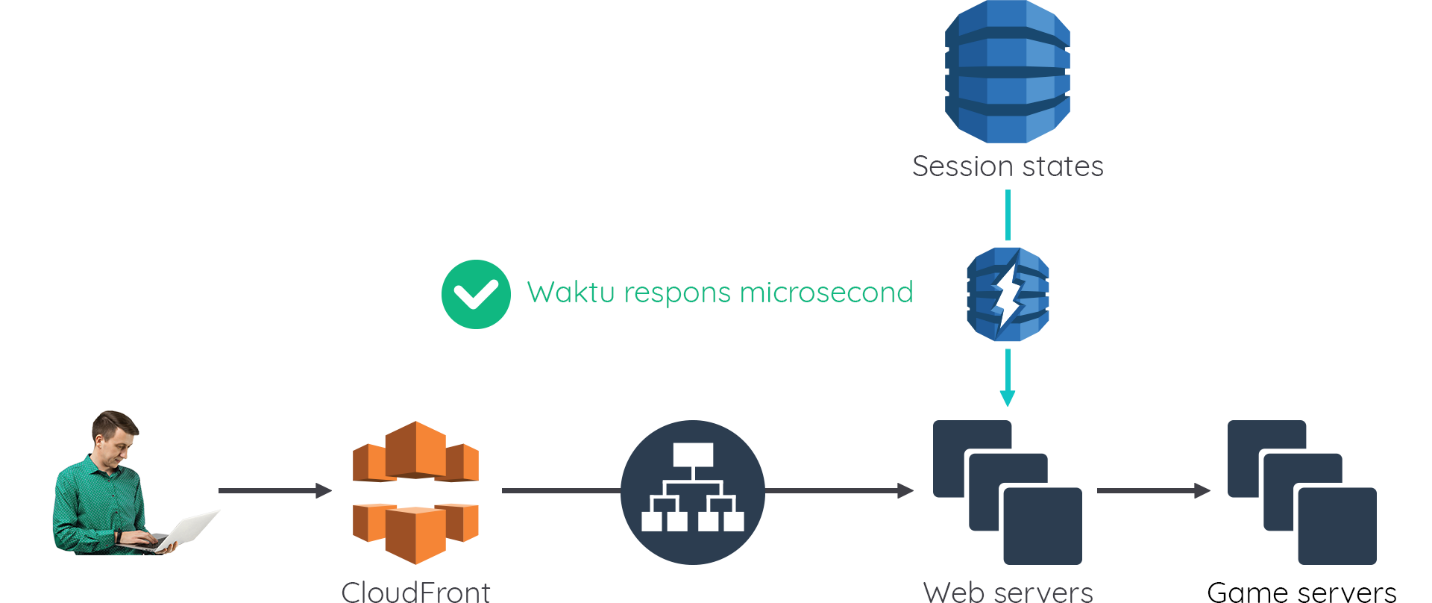 Session states
Waktu respons microsecond
CloudFront
Web servers
Game servers